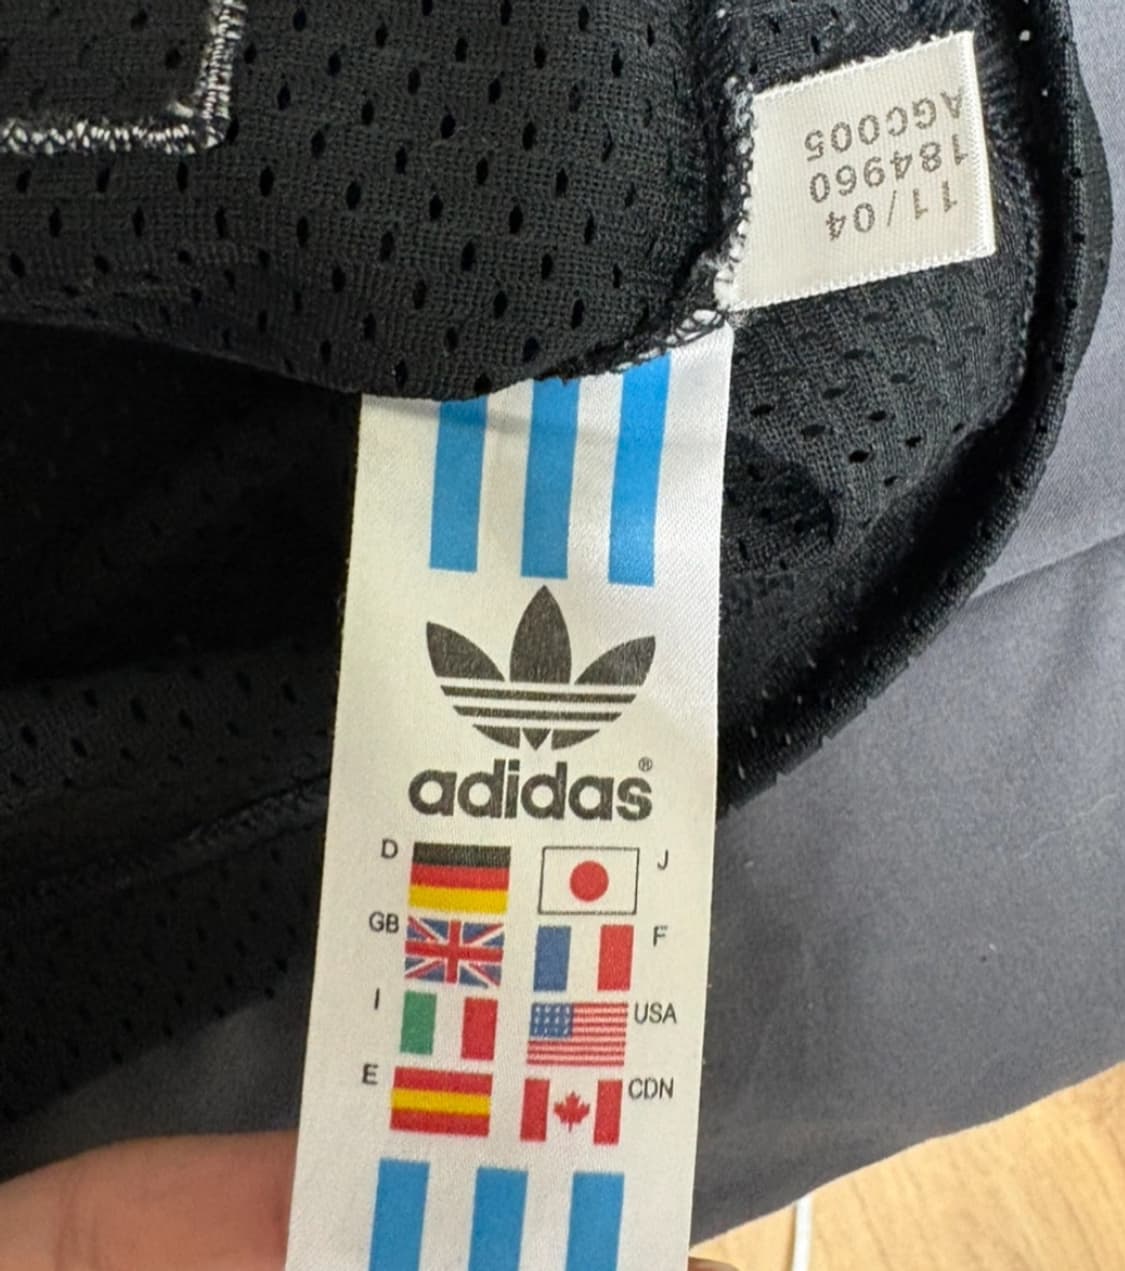 11/04
184960
AGC005
adidas®
D
J
GB
F
I
USA
E
CDN